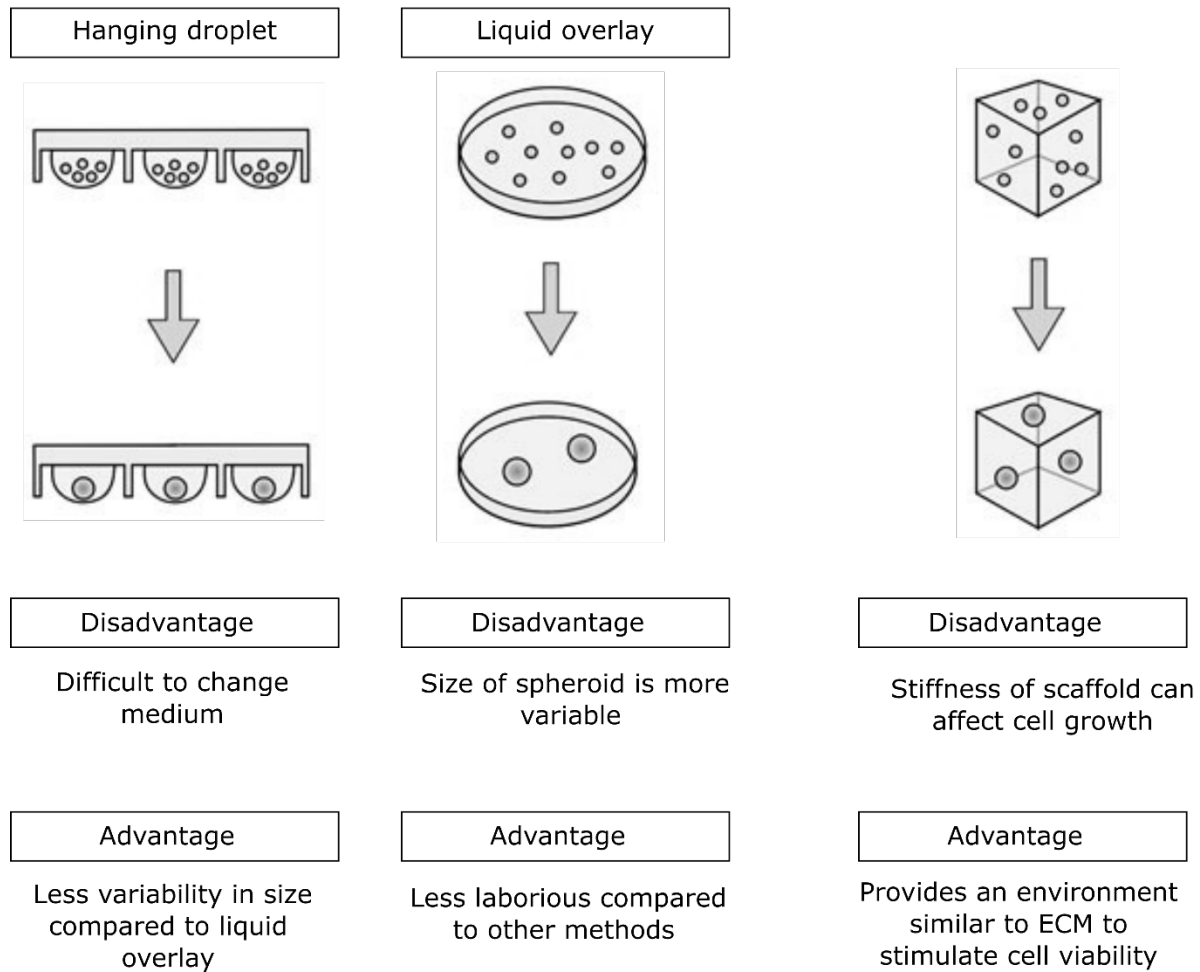 Hanging droplet
Liquid overlay
Disadvantage
Difficult to change
medium
Disadvantage
Size of spheroid is more
variable
Disadvantage
Stiffness of scaffold can
affect cell growth
Advantage
Less variability in size
compared to liquid
overlay
Advantage
Less laborious compared
to other methods
Advantage
Provides an environment
similar to ECM to
stimulate cell viability